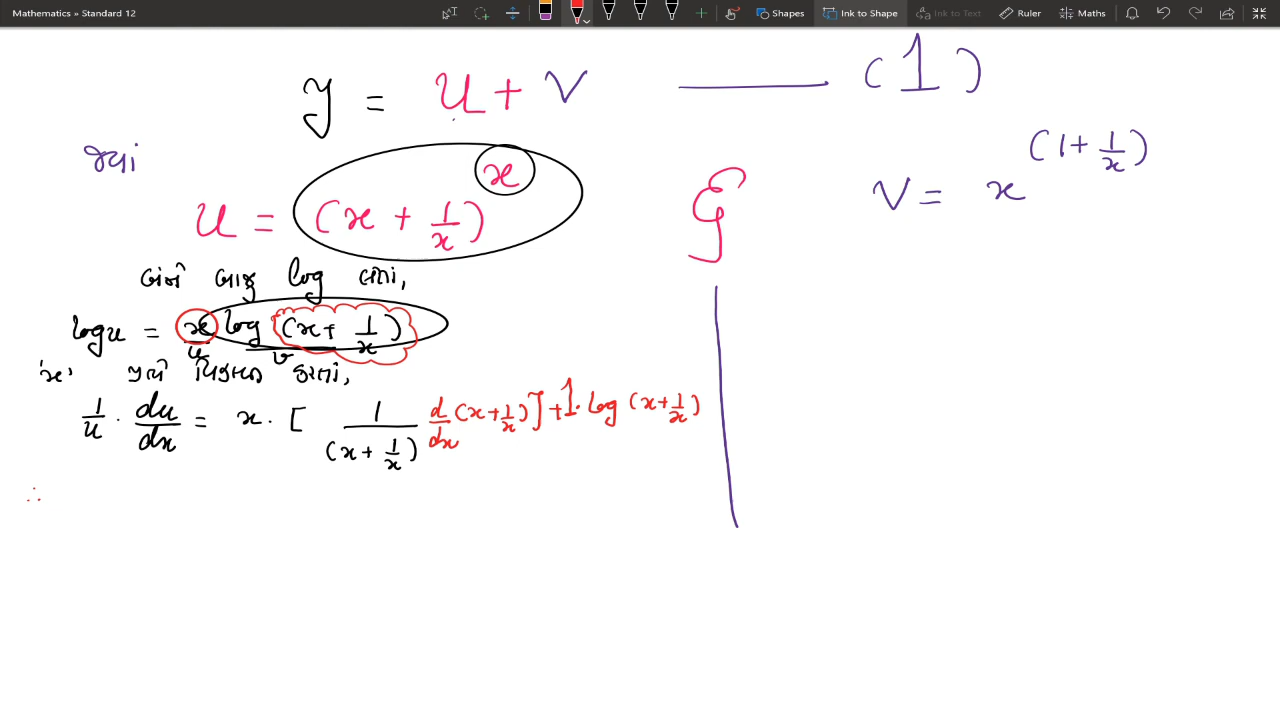 Mathematics » Standard 12
Shapes Ink to Shape Ink to Text Ruler Maths
y = u + v ——— (1)
જ્યાં
u = (x + 1/x)^x
v = x^(1 + 1/x)
બંને બાજુ log લેતાં,
log u = x log (x + 1/x)
u v
'x' પ્રત્યે વિકલન કરતાં,
1/u · du/dx = x · [ 1/(x + 1/x) d/dx (x + 1/x) ] + 1 · log (x + 1/x)
∴